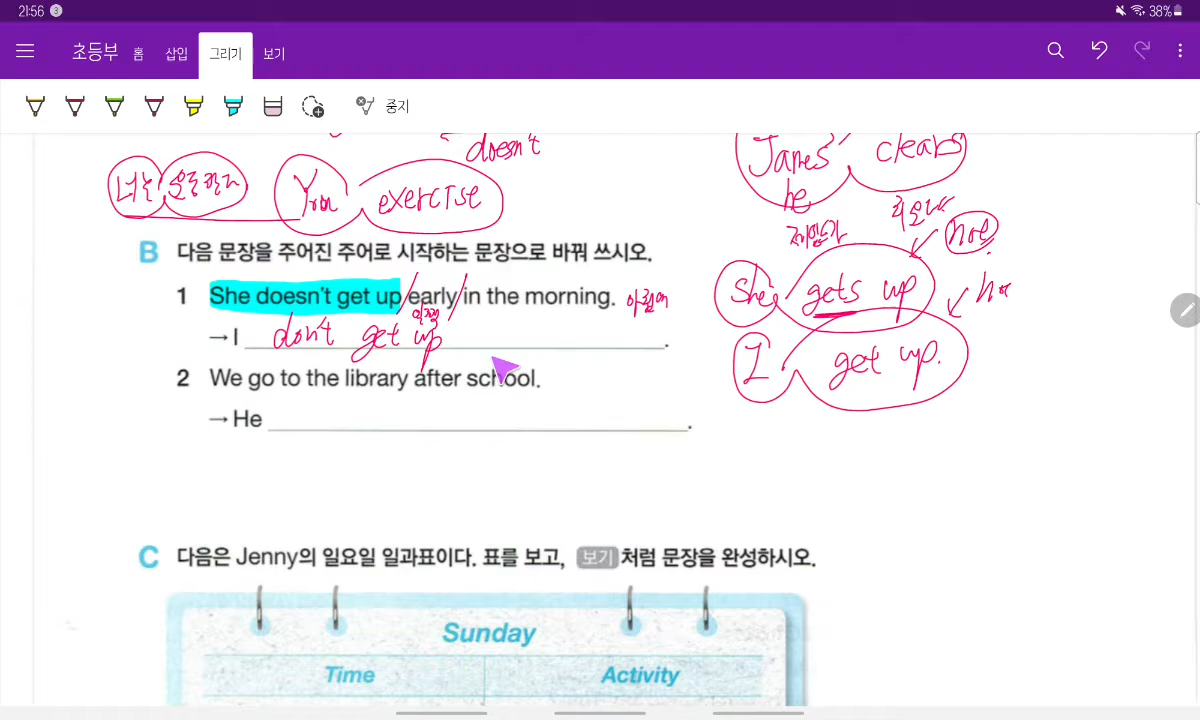 21:56 3 38%
초등부 홈 삽입 그리기 보기
중지
doesn't
James cleans
너는 운동한다 You exercise
he
B 다음 문장을 주어진 주어로 시작하는 문장으로 바꿔 쓰시오.
not
1 She doesn't get up / early / in the morning. 아침에
She gets up
일찍
→ I don't get up .
I get up.
2 We go to the library after school.
→ He .
C 다음은 Jenny의 일요일 일과표이다. 표를 보고, 보기 처럼 문장을 완성하시오.
Sunday
Time Activity